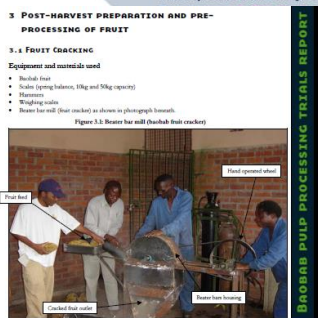 3 Post-harvest preparation and pre-
processing of fruit
3.1 Fruit Cracking
Equipment and materials used
• Baobab fruit
• Scales (spring balance, 10kg and 50kg capacity)
• Hammers
• Weighing scales
• Beater bar mill (fruit cracker) as shown in photograph beneath.
Figure 3.1: Beater bar mill (baobab fruit cracker)
Hand operated wheel
Fruit feed
Beater bars housing
Cracked fruit outlet
Baobab pulp processing trials report